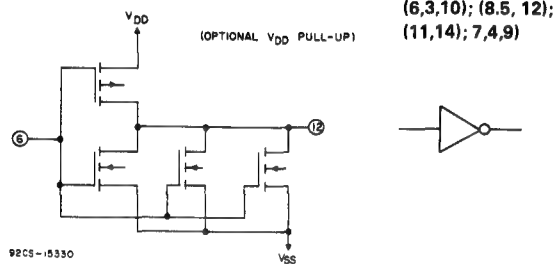 (6,3,10); (8.5, 12);
(11,14); 7,4,9)
VDD
(OPTIONAL VDD PULL-UP)
6
12
92CS-15330
VSS